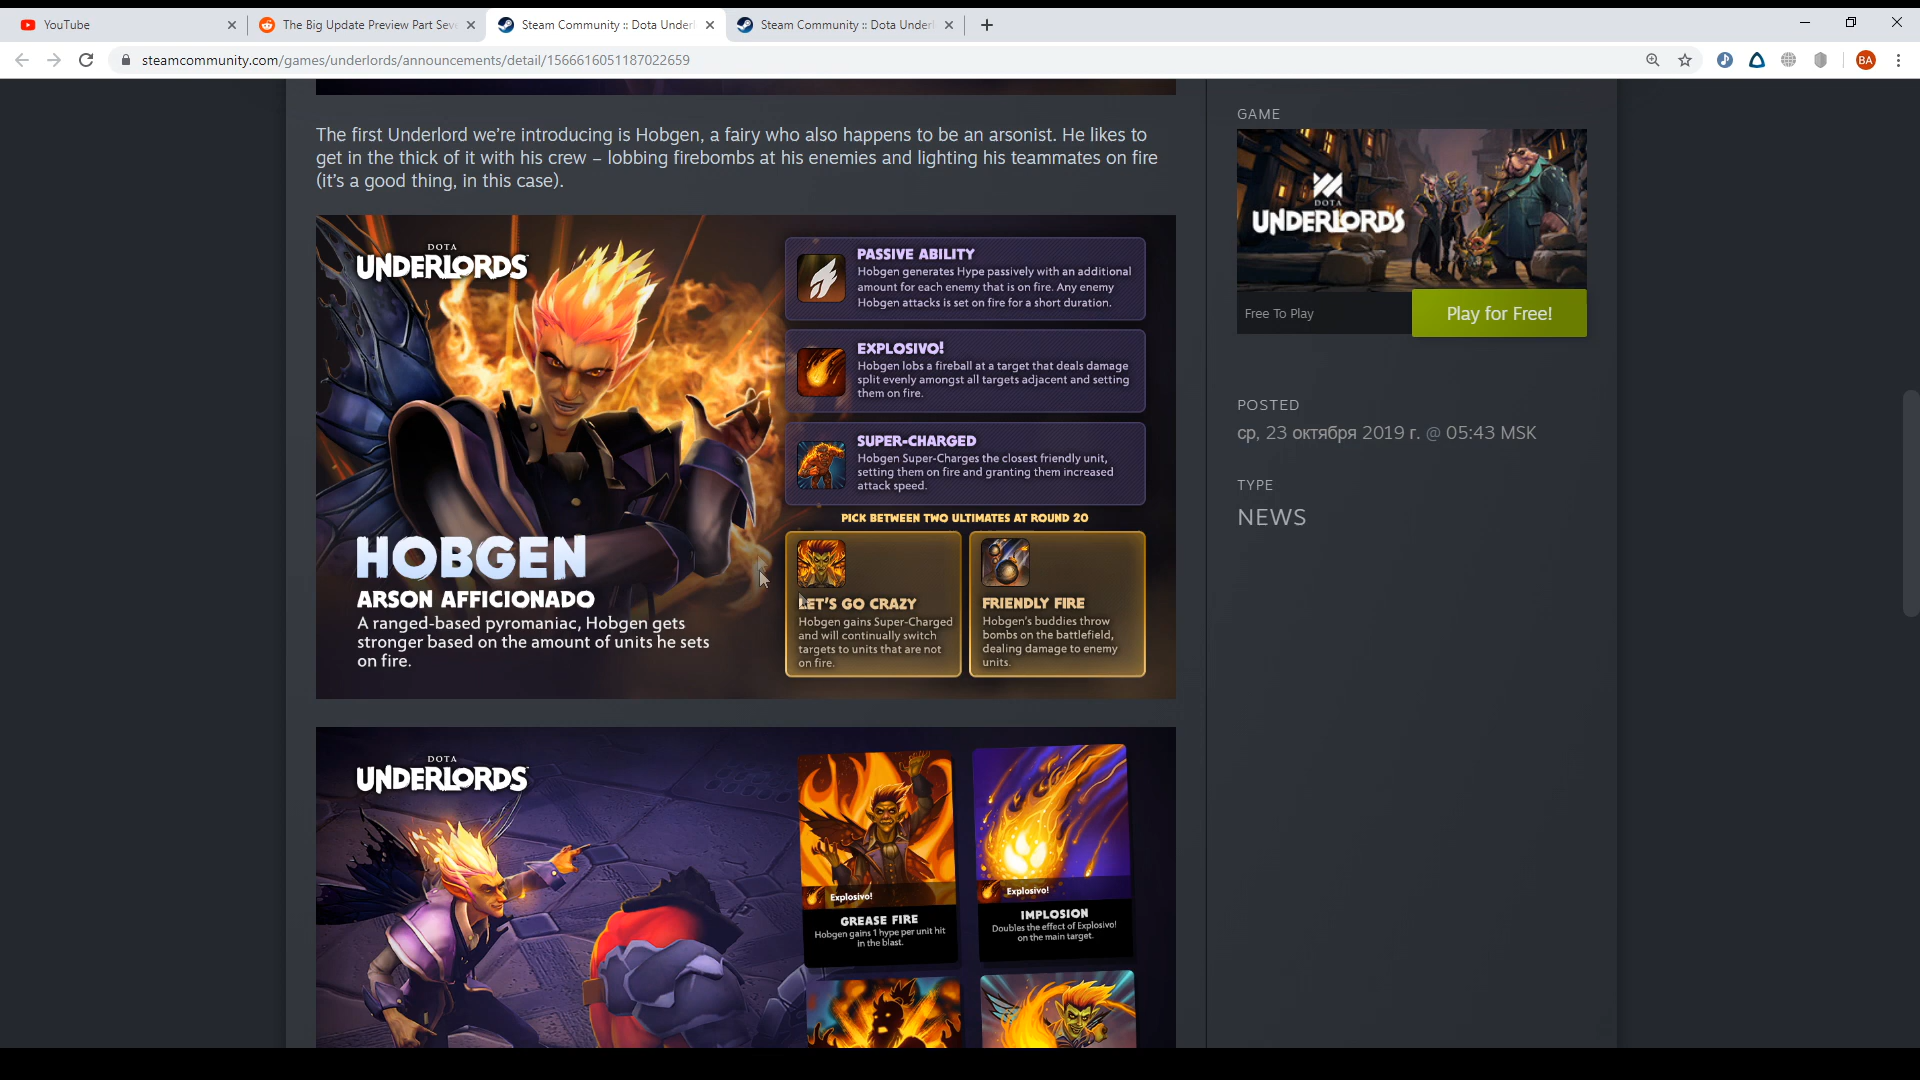 YouTube
The Big Update Preview Part Seve
Steam Community :: Dota Underl
Steam Community :: Dota Underl
steamcommunity.com/games/underlords/announcements/detail/1566616051187022659
BA
The first Underlord we're introducing is Hobgen, a fairy who also happens to be an arsonist. He likes to
get in the thick of it with his crew – lobbing firebombs at his enemies and lighting his teammates on fire
(it's a good thing, in this case).
DOTA
UNDERLORDS
HOBGEN
ARSON AFFICIONADO
A ranged-based pyromaniac, Hobgen gets
stronger based on the amount of units he sets
on fire.
PASSIVE ABILITY
Hobgen generates Hype passively with an additional
amount for each enemy that is on fire. Any enemy
Hobgen attacks is set on fire for a short duration.
EXPLOSIVO!
Hobgen lobs a fireball at a target that deals damage
split evenly amongst all targets adjacent and setting
them on fire.
SUPER-CHARGED
Hobgen Super-Charges the closest friendly unit,
setting them on fire and granting them increased
attack speed.
PICK BETWEEN TWO ULTIMATES AT ROUND 20
LET'S GO CRAZY
Hobgen gains Super-Charged
and will continually switch
targets to units that are not
on fire.
FRIENDLY FIRE
Hobgen's buddies throw
bombs on the battlefield,
dealing damage to enemy
units.
DOTA
UNDERLORDS
Explosivo!
GREASE FIRE
Hobgen gains 1 hype per unit hit
in the blast.
Explosivo!
IMPLOSION
Doubles the effect of Explosivo!
on the main target.
GAME
DOTA
UNDERLORDS
Free To Play
Play for Free!
POSTED
ср, 23 октября 2019 г. @ 05:43 MSK
TYPE
NEWS